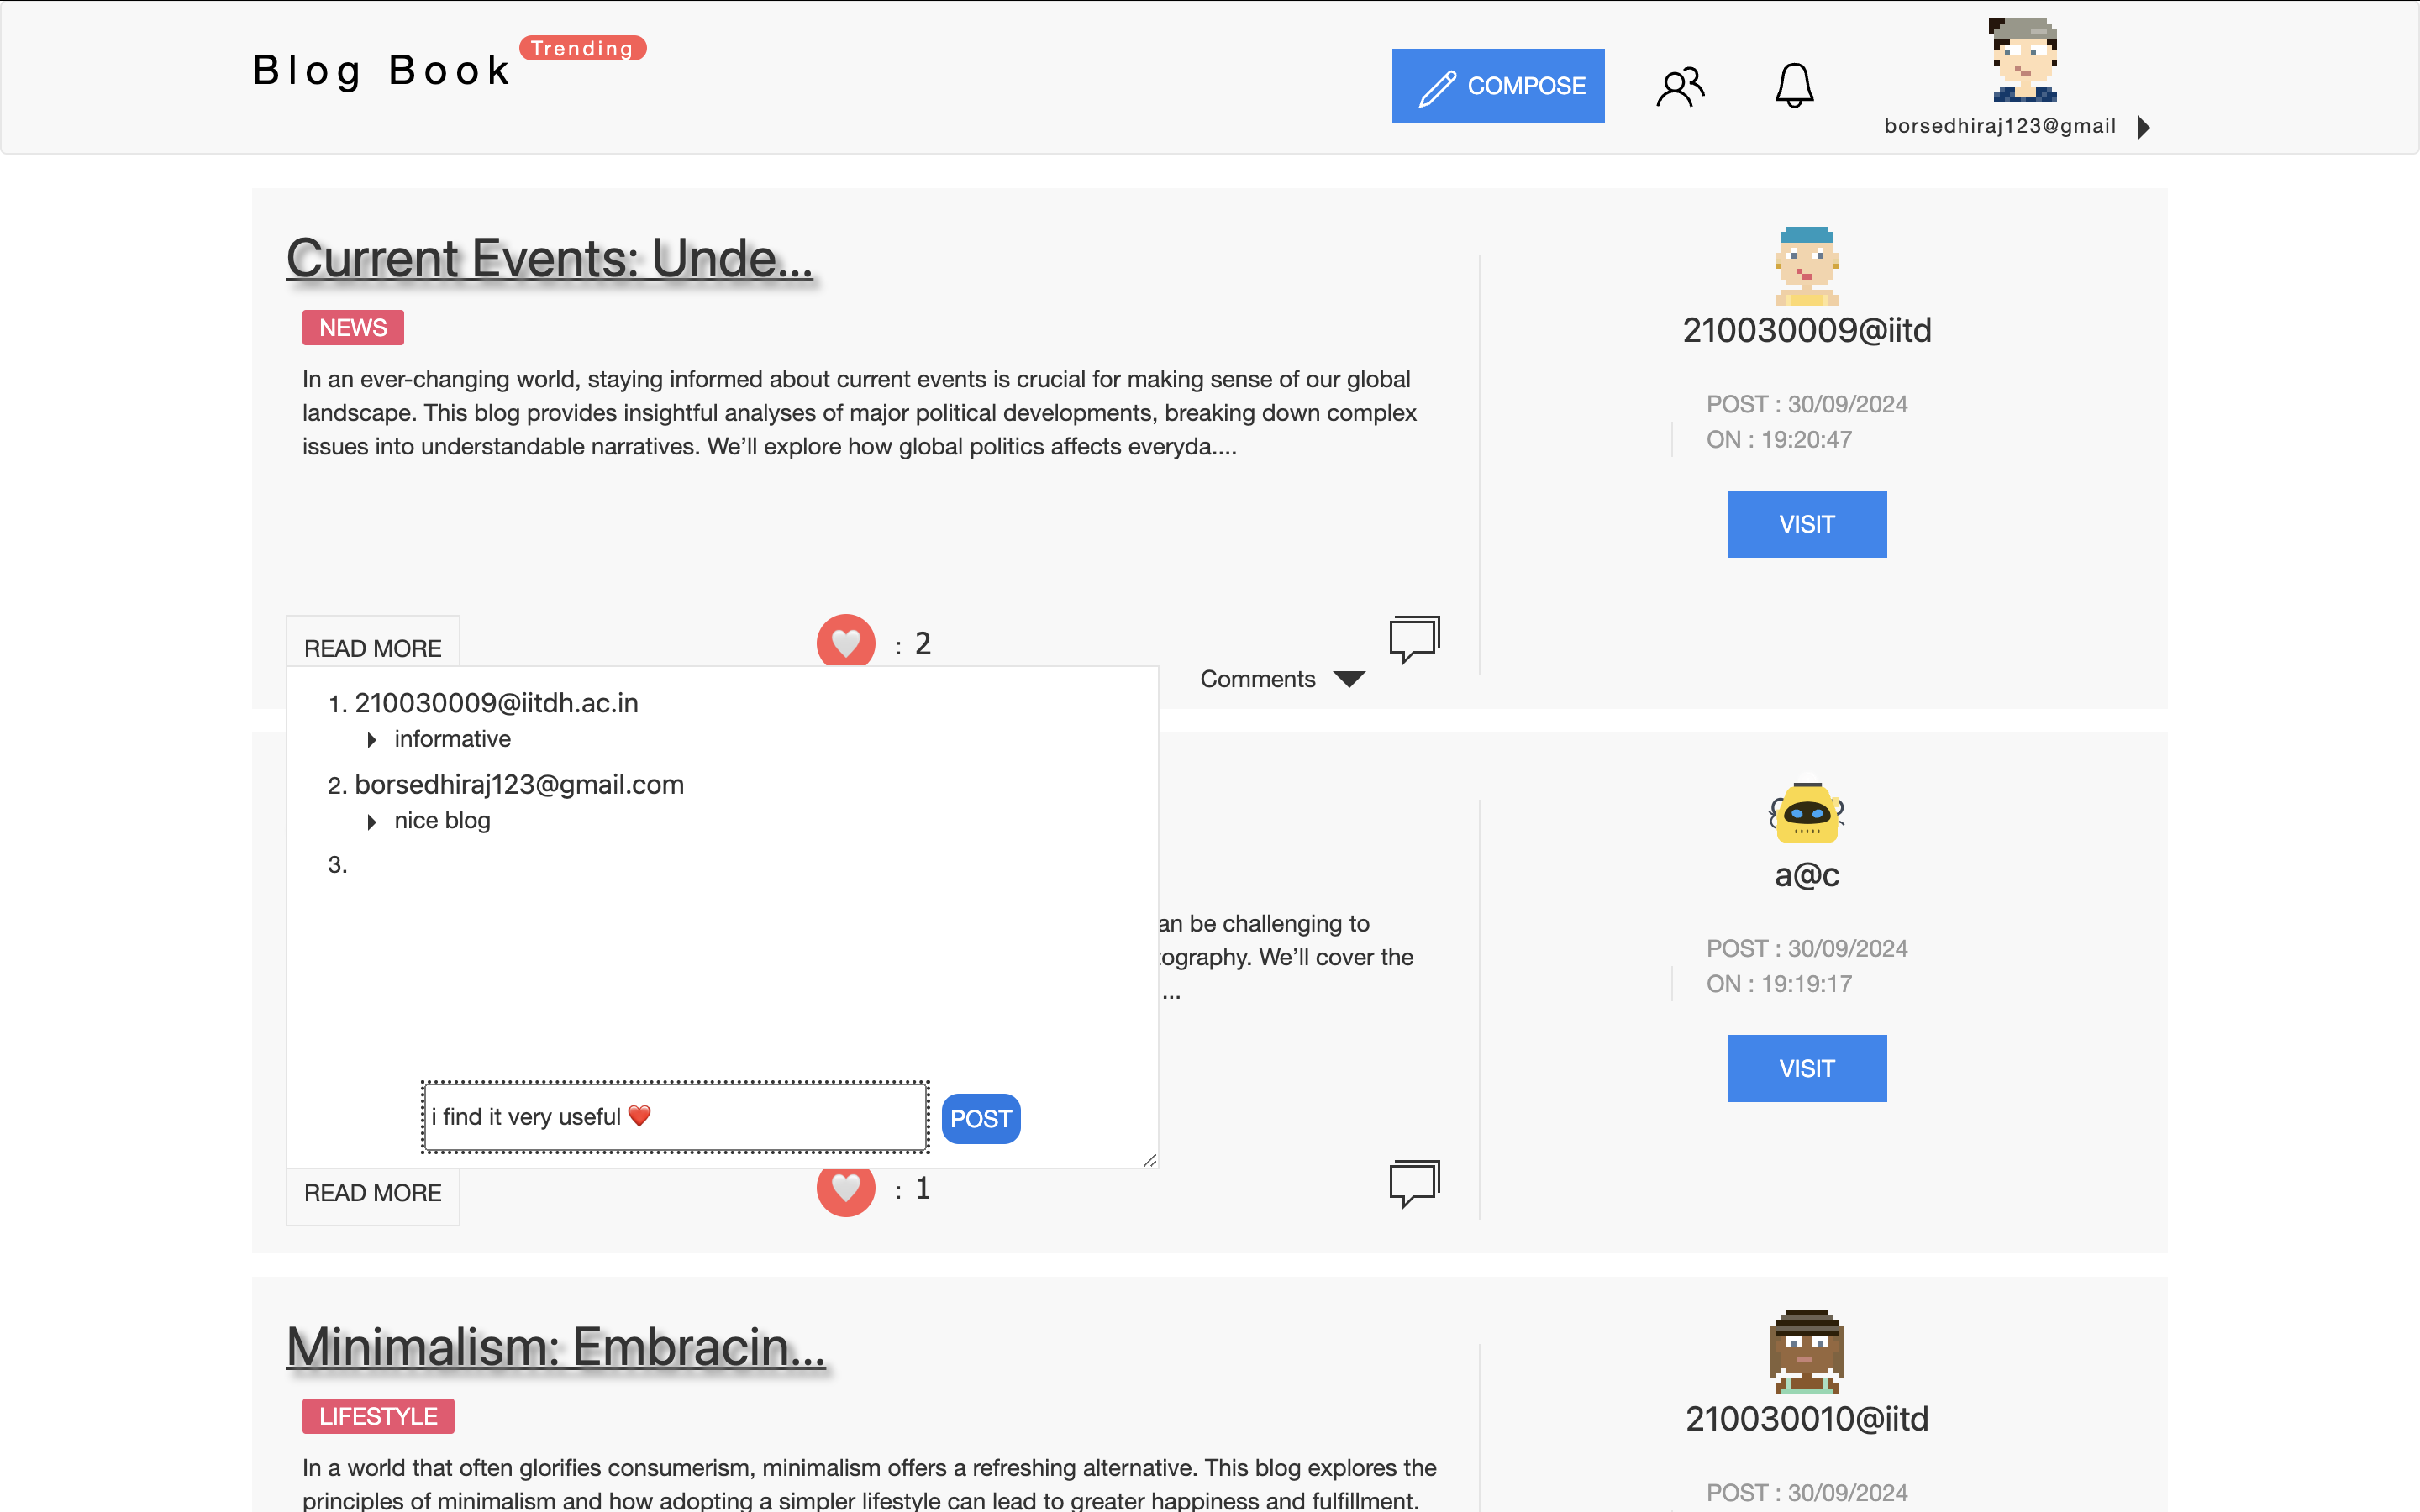 Blog Book Trending
COMPOSE
borsedhiraj123@gmail
Current Events: Unde...
NEWS
In an ever-changing world, staying informed about current events is crucial for making sense of our global
landscape. This blog provides insightful analyses of major political developments, breaking down complex
issues into understandable narratives. We’ll explore how global politics affects everyda....
210030009@iitd
POST : 30/09/2024
ON : 19:20:47
VISIT
READ MORE
: 2
Comments
1. 210030009@iitdh.ac.in
informative
2. borsedhiraj123@gmail.com
nice blog
3.
i find it very useful ❤️
POST
an be challenging to
tography. We’ll cover the
....
a@c
POST : 30/09/2024
ON : 19:19:17
VISIT
READ MORE
: 1
Minimalism: Embracin...
LIFESTYLE
In a world that often glorifies consumerism, minimalism offers a refreshing alternative. This blog explores the
principles of minimalism and how adopting a simpler lifestyle can lead to greater happiness and fulfillment.
210030010@iitd
POST : 30/09/2024